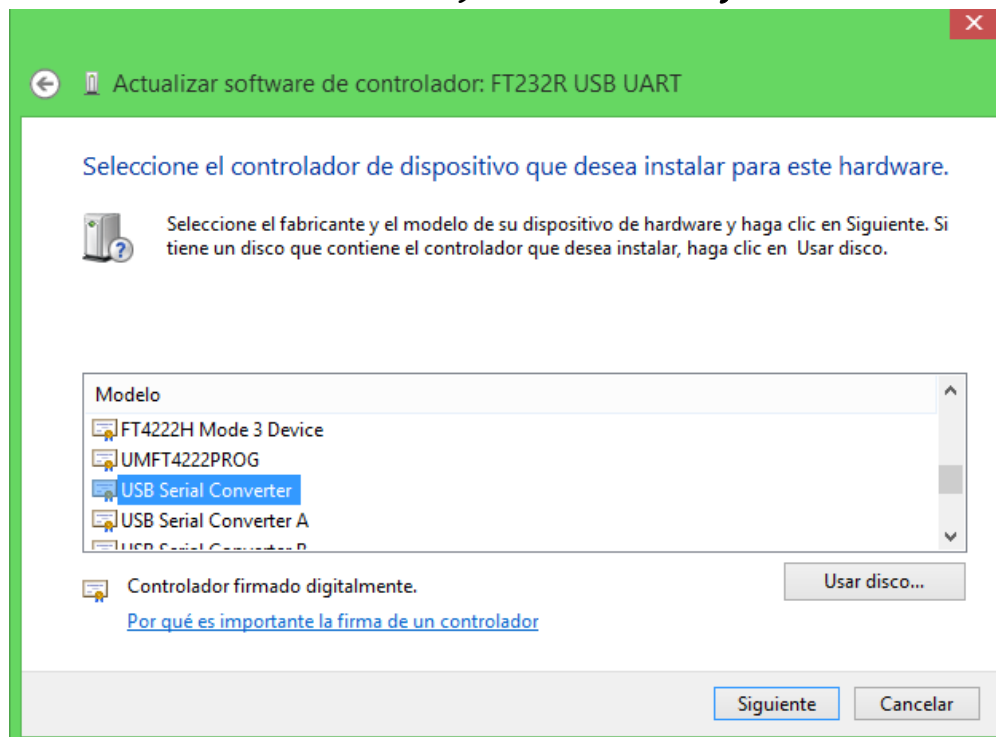 Actualizar software de controlador: FT232R USB UART
Seleccione el controlador de dispositivo que desea instalar para este hardware.
Seleccione el fabricante y el modelo de su dispositivo de hardware y haga clic en Siguiente. Si
tiene un disco que contiene el controlador que desea instalar, haga clic en Usar disco.
Modelo
FT4222H Mode 3 Device
UMFT4222PROG
USB Serial Converter
USB Serial Converter A
USB Serial Converter B
Controlador firmado digitalmente.
Usar disco...
Por qué es importante la firma de un controlador
Siguiente
Cancelar